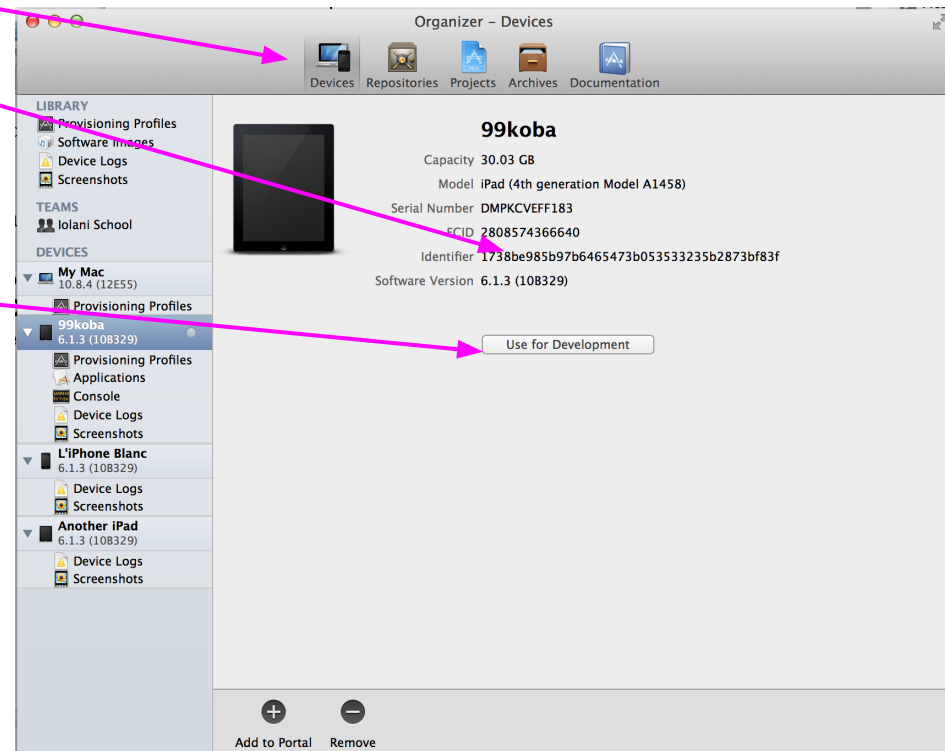 Organizer – Devices
Devices Repositories Projects Archives Documentation
LIBRARY
Provisioning Profiles
Software Images
Device Logs
Screenshots
TEAMS
Iolani School
DEVICES
My Mac
10.8.4 (12E55)
Provisioning Profiles
99koba
6.1.3 (10B329)
Provisioning Profiles
Applications
Console
Device Logs
Screenshots
L'iPhone Blanc
6.1.3 (10B329)
Device Logs
Screenshots
Another iPad
6.1.3 (10B329)
Device Logs
Screenshots
99koba
Capacity 30.03 GB
Model iPad (4th generation Model A1458)
Serial Number DMPKCVEFF183
ECID 2808574366640
Identifier 1738be985b97b6465473b053533235b2873bf83f
Software Version 6.1.3 (10B329)
Use for Development
Add to Portal Remove